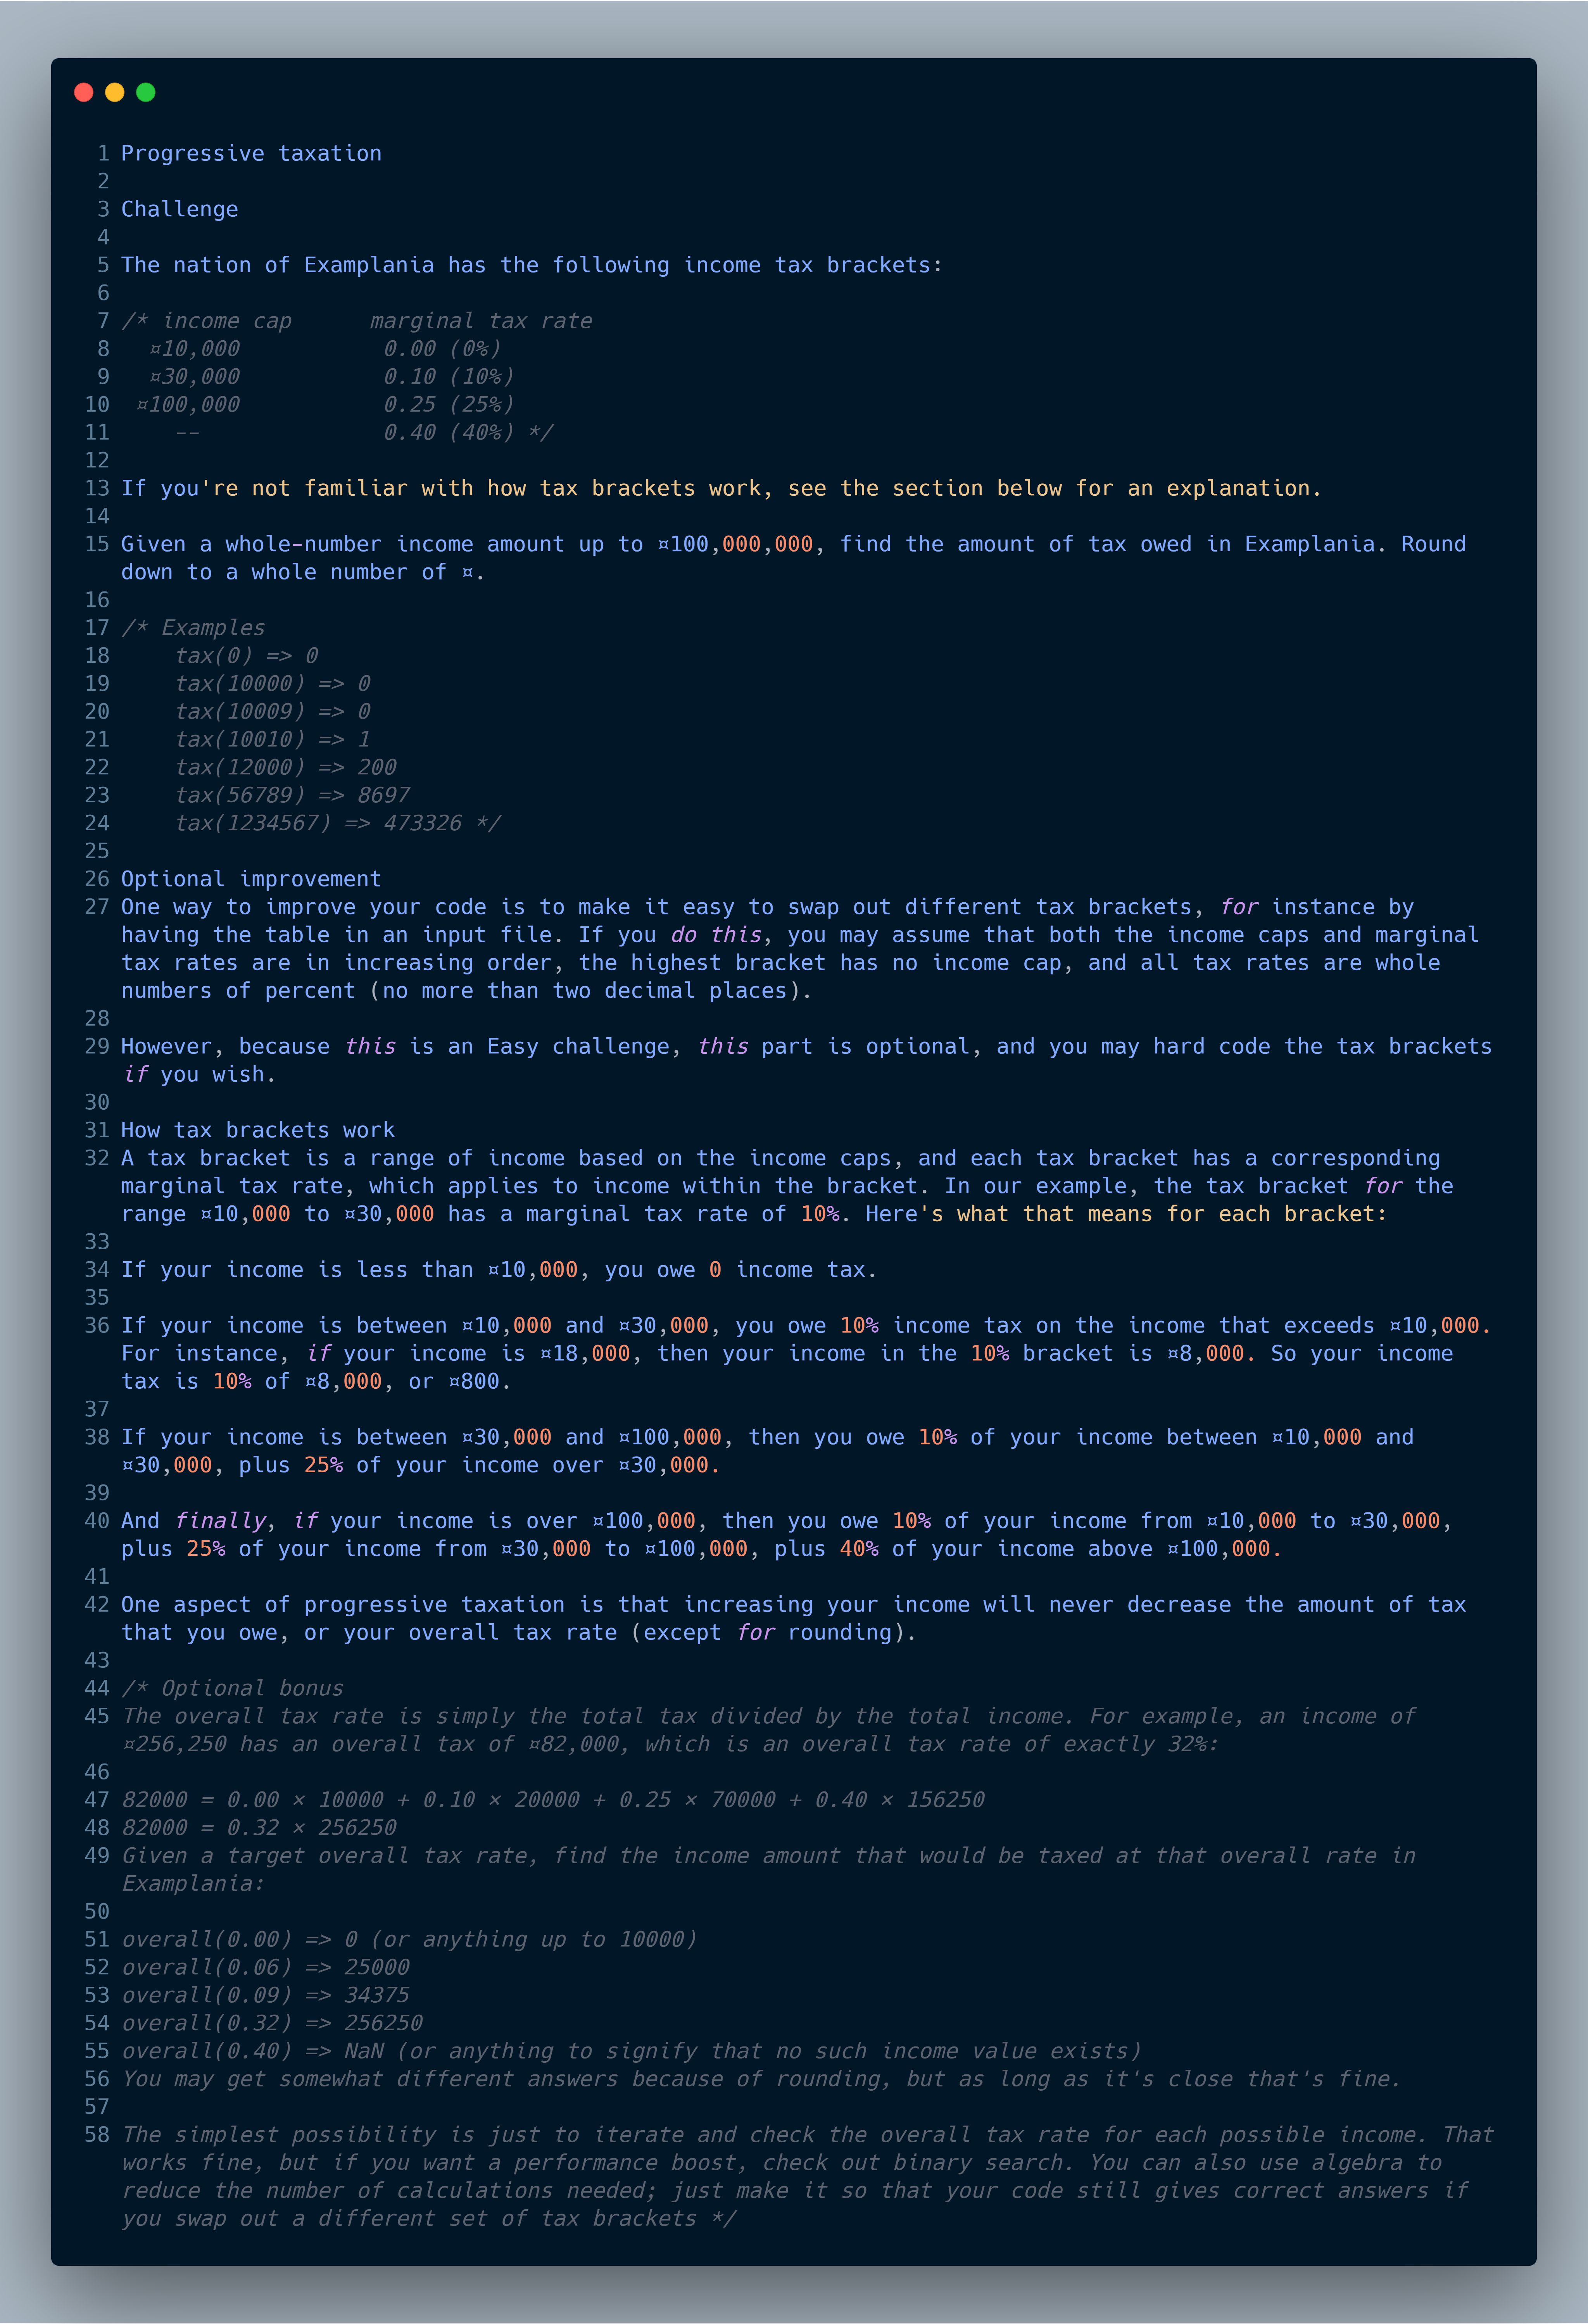 1 Progressive taxation
2
3 Challenge
4
5 The nation of Examplania has the following income tax brackets:
6
7 /* income cap      marginal tax rate
8   ¤10,000           0.00 (0%)
9   ¤30,000           0.10 (10%)
10  ¤100,000           0.25 (25%)
11     --              0.40 (40%) */
12
13 If you're not familiar with how tax brackets work, see the section below for an explanation.
14
15 Given a whole-number income amount up to ¤100,000,000, find the amount of tax owed in Examplania. Round
down to a whole number of ¤.
16
17 /* Examples
18     tax(0) => 0
19     tax(10000) => 0
20     tax(10009) => 0
21     tax(10010) => 1
22     tax(12000) => 200
23     tax(56789) => 8697
24     tax(1234567) => 473326 */
25
26 Optional improvement
27 One way to improve your code is to make it easy to swap out different tax brackets, for instance by
having the table in an input file. If you do this, you may assume that both the income caps and marginal
tax rates are in increasing order, the highest bracket has no income cap, and all tax rates are whole
numbers of percent (no more than two decimal places).
28
29 However, because this is an Easy challenge, this part is optional, and you may hard code the tax brackets
if you wish.
30
31 How tax brackets work
32 A tax bracket is a range of income based on the income caps, and each tax bracket has a corresponding
marginal tax rate, which applies to income within the bracket. In our example, the tax bracket for the
range ¤10,000 to ¤30,000 has a marginal tax rate of 10%. Here's what that means for each bracket:
33
34 If your income is less than ¤10,000, you owe 0 income tax.
35
36 If your income is between ¤10,000 and ¤30,000, you owe 10% income tax on the income that exceeds ¤10,000.
For instance, if your income is ¤18,000, then your income in the 10% bracket is ¤8,000. So your income
tax is 10% of ¤8,000, or ¤800.
37
38 If your income is between ¤30,000 and ¤100,000, then you owe 10% of your income between ¤10,000 and
¤30,000, plus 25% of your income over ¤30,000.
39
40 And finally, if your income is over ¤100,000, then you owe 10% of your income from ¤10,000 to ¤30,000,
plus 25% of your income from ¤30,000 to ¤100,000, plus 40% of your income above ¤100,000.
41
42 One aspect of progressive taxation is that increasing your income will never decrease the amount of tax
that you owe, or your overall tax rate (except for rounding).
43
44 /* Optional bonus
45 The overall tax rate is simply the total tax divided by the total income. For example, an income of
¤256,250 has an overall tax of ¤82,000, which is an overall tax rate of exactly 32%:
46
47 82000 = 0.00 × 10000 + 0.10 × 20000 + 0.25 × 70000 + 0.40 × 156250
48 82000 = 0.32 × 256250
49 Given a target overall tax rate, find the income amount that would be taxed at that overall rate in
Examplania:
50
51 overall(0.00) => 0 (or anything up to 10000)
52 overall(0.06) => 25000
53 overall(0.09) => 34375
54 overall(0.32) => 256250
55 overall(0.40) => NaN (or anything to signify that no such income value exists)
56 You may get somewhat different answers because of rounding, but as long as it's close that's fine.
57
58 The simplest possibility is just to iterate and check the overall tax rate for each possible income. That
works fine, but if you want a performance boost, check out binary search. You can also use algebra to
reduce the number of calculations needed; just make it so that your code still gives correct answers if
you swap out a different set of tax brackets */